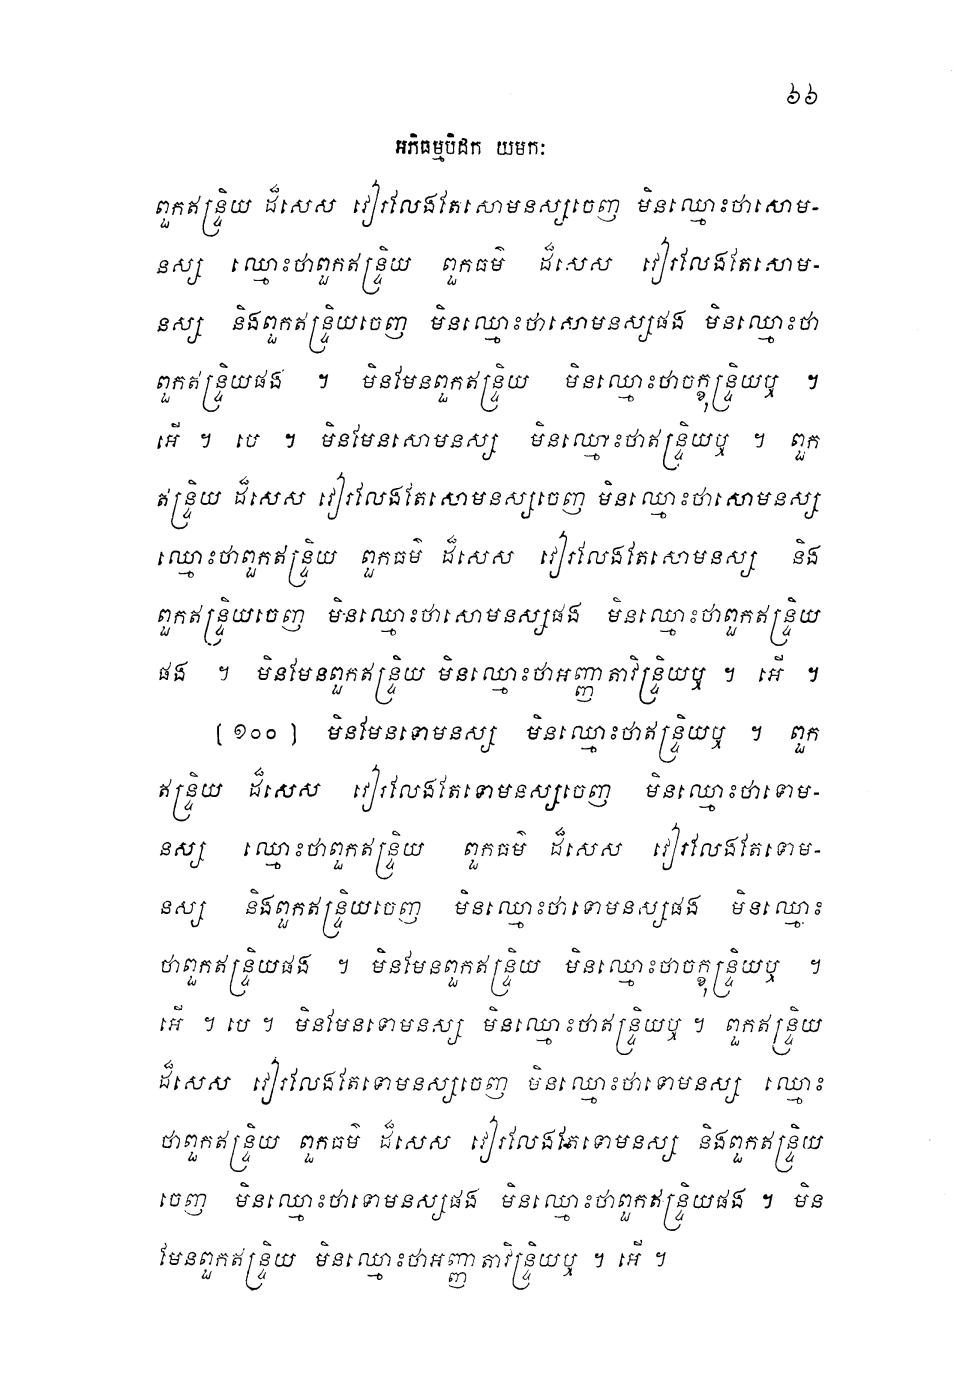 ៦៦
អភិធម្មបិដក យមកៈ
ពួកឥន្ទ្រិយ ដ៏សេស វៀរលែងតែសោមនស្សចេញ មិនឈ្មោះថាសោម-
នស្ស ឈ្មោះថាពួកឥន្ទ្រិយ ពួកធម៌ ដ៏សេស វៀរលែងតែសោម-
នស្ស និងពួកឥន្ទ្រិយចេញ មិនឈ្មោះថាសោមនស្សផង មិនឈ្មោះថា
ពួកឥន្ទ្រិយផង ។ មិនមែនពួកឥន្ទ្រិយ មិនឈ្មោះថាចក្ខុន្ទ្រិយឬ ។
អើ ។ បេ ។ មិនមែនសោមនស្ស មិនឈ្មោះថាឥន្ទ្រិយឬ ។ ពួក
ឥន្ទ្រិយ ដ៏សេស វៀរលែងតែសោមនស្សចេញ មិនឈ្មោះថាសោមនស្ស
ឈ្មោះថាពួកឥន្ទ្រិយ ពួកធម៌ ដ៏សេស វៀរលែងតែសោមនស្ស និង
ពួកឥន្ទ្រិយចេញ មិនឈ្មោះថាសោមនស្សផង មិនឈ្មោះថាពួកឥន្ទ្រិយ
ផង ។ មិនមែនពួកឥន្ទ្រិយ មិនឈ្មោះថាអញ្ញាតាវិន្ទ្រិយឬ ។ អើ ។
[ ១០០ ] មិនមែនទោមនស្ស មិនឈ្មោះថាឥន្ទ្រិយឬ ។ ពួក
ឥន្ទ្រិយ ដ៏សេស វៀរលែងតែទោមនស្សចេញ មិនឈ្មោះថាទោម-
នស្ស ឈ្មោះថាពួកឥន្ទ្រិយ ពួកធម៌ ដ៏សេស វៀរលែងតែទោម-
នស្ស និងពួកឥន្ទ្រិយចេញ មិនឈ្មោះថាទោមនស្សផង មិនឈ្មោះ
ថាពួកឥន្ទ្រិយផង ។ មិនមែនពួកឥន្ទ្រិយ មិនឈ្មោះថាចក្ខុន្ទ្រិយឬ ។
អើ ។ បេ ។ មិនមែនទោមនស្ស មិនឈ្មោះថាឥន្ទ្រិយឬ ។ ពួកឥន្ទ្រិយ
ដ៏សេស វៀរលែងតែទោមនស្សចេញ មិនឈ្មោះថាទោមនស្ស ឈ្មោះ
ថាពួកឥន្ទ្រិយ ពួកធម៌ ដ៏សេស វៀរលែងតែទោមនស្ស និងពួកឥន្ទ្រិយ
ចេញ មិនឈ្មោះថាទោមនស្សផង មិនឈ្មោះថាពួកឥន្ទ្រិយផង ។ មិន
មែនពួកឥន្ទ្រិយ មិនឈ្មោះថាអញ្ញាតាវិន្ទ្រិយឬ ។ អើ ។